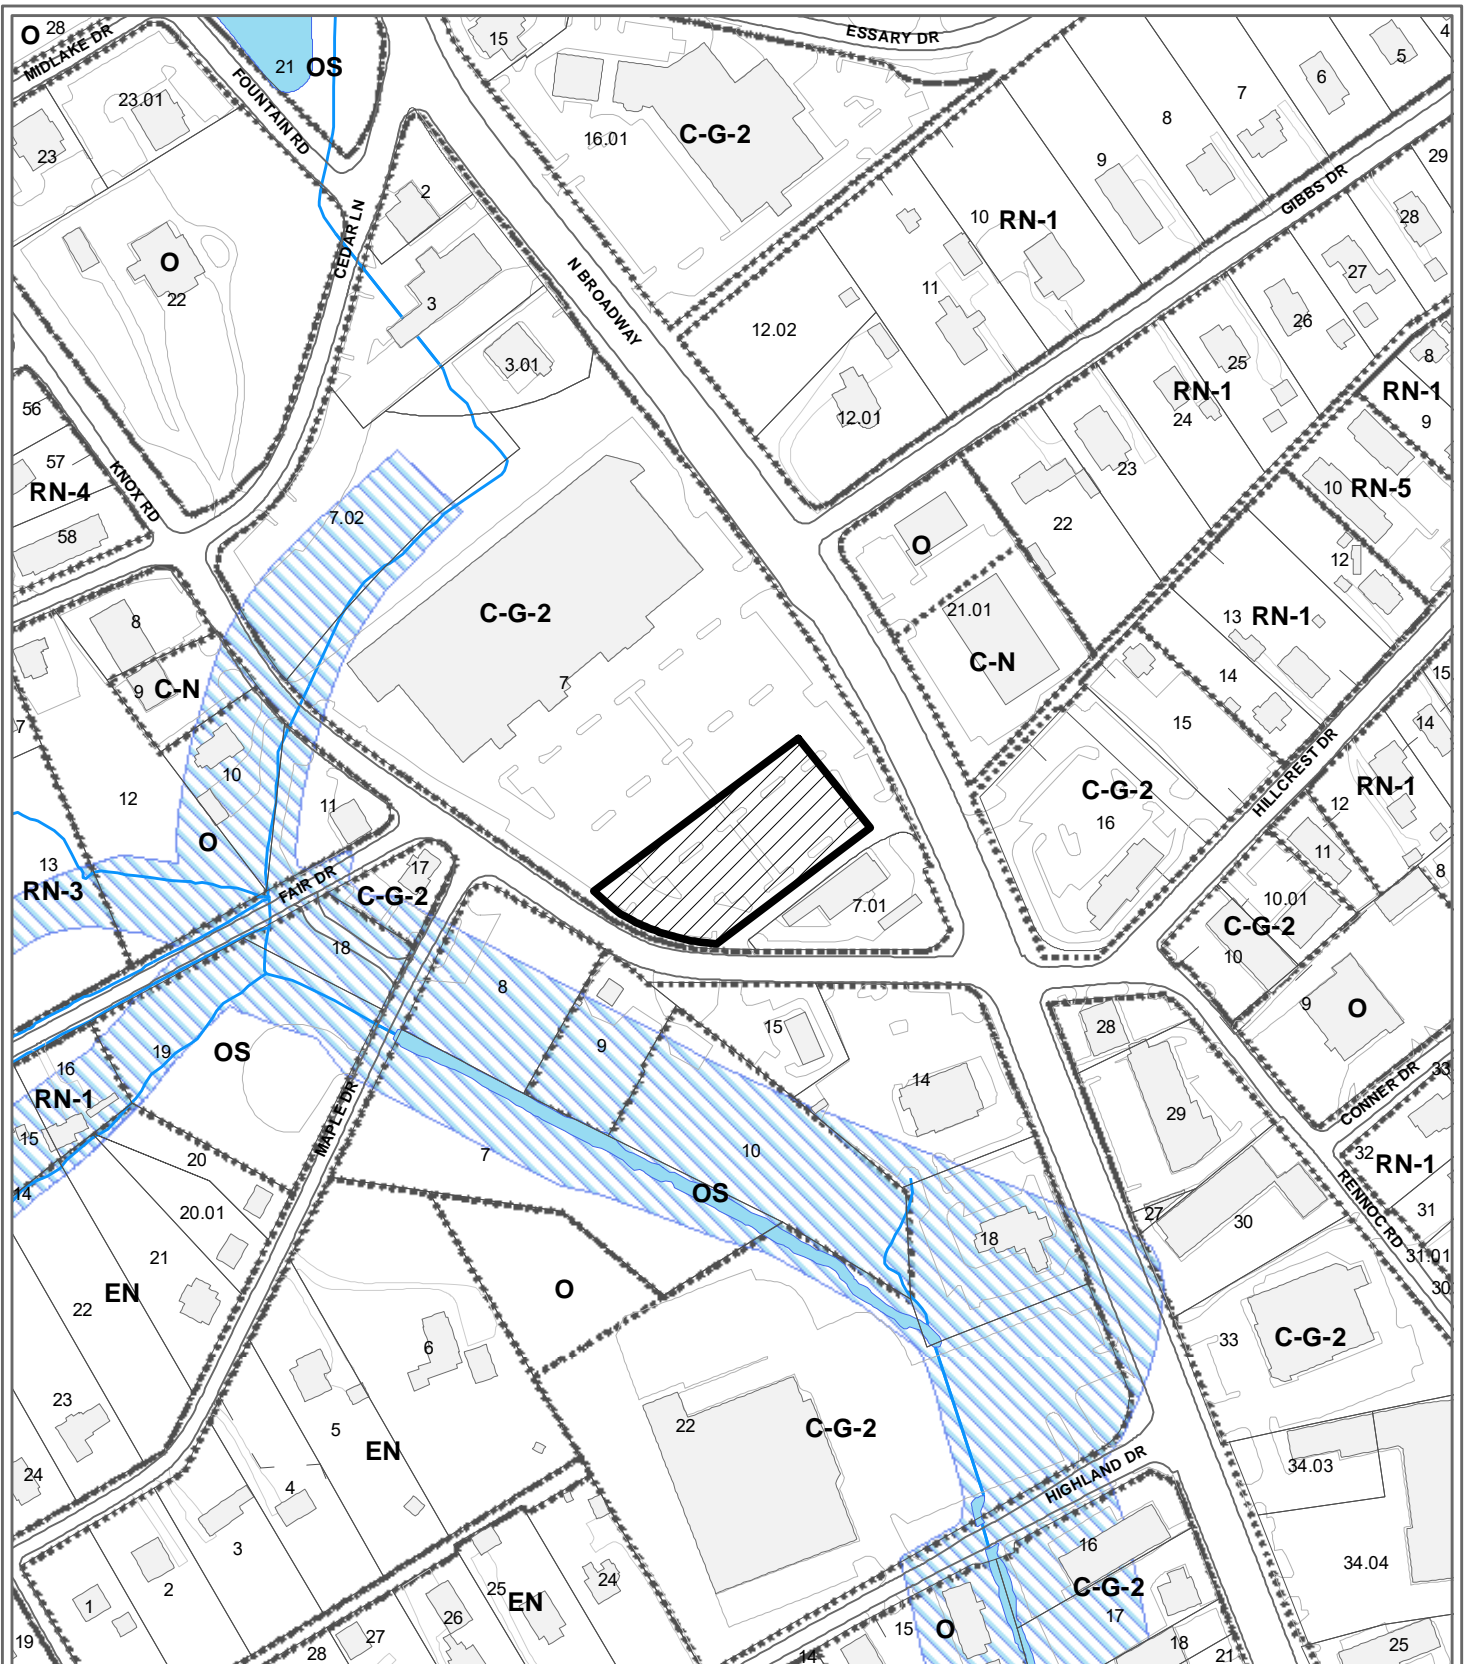 O 28
MIDLAKE DR
21 OS
FOUNTAIN RD
15
ESSARY DR
4
5
6
7
8
23.01
23
16.01
C-G-2
9
29
GIBBS DR
2
CEDAR LN
10 RN-1
28
O
22
N BROADWAY
27
3
11
26
12.02
3.01
25
8
RN-1
24
RN-1
9
56
12.01
57
RN-4
KNOX RD
58
7.02
23
10 RN-5
22
O
12
8
C-G-2
21.01
C-N
13 RN-1
9 C-N
7
7
14
15
15
14
10
12
11
C-G-2
16
HILLCREST DR
RN-1
12
O
11
13
RN-3
FAIR DR
17
C-G-2
7.01
8
10.01
C-G-2
10
18
8
9
15
9
O
28
16
19
OS
RN-1
15
14
MAPLE DR
14
29
CONNER DR
33
20
7
10
OS
32 RN-1
RENNOC RD
20.01
27
30
31
21
EN
22
18
31.01
30
O
6
33
C-G-2
23
5
EN
22
C-G-2
24
4
HIGHLAND DR
34.03
3
2
1
16
34.04
24
25
EN
C-G-2
17
26
15
O
19
27
28
14
18
21
25